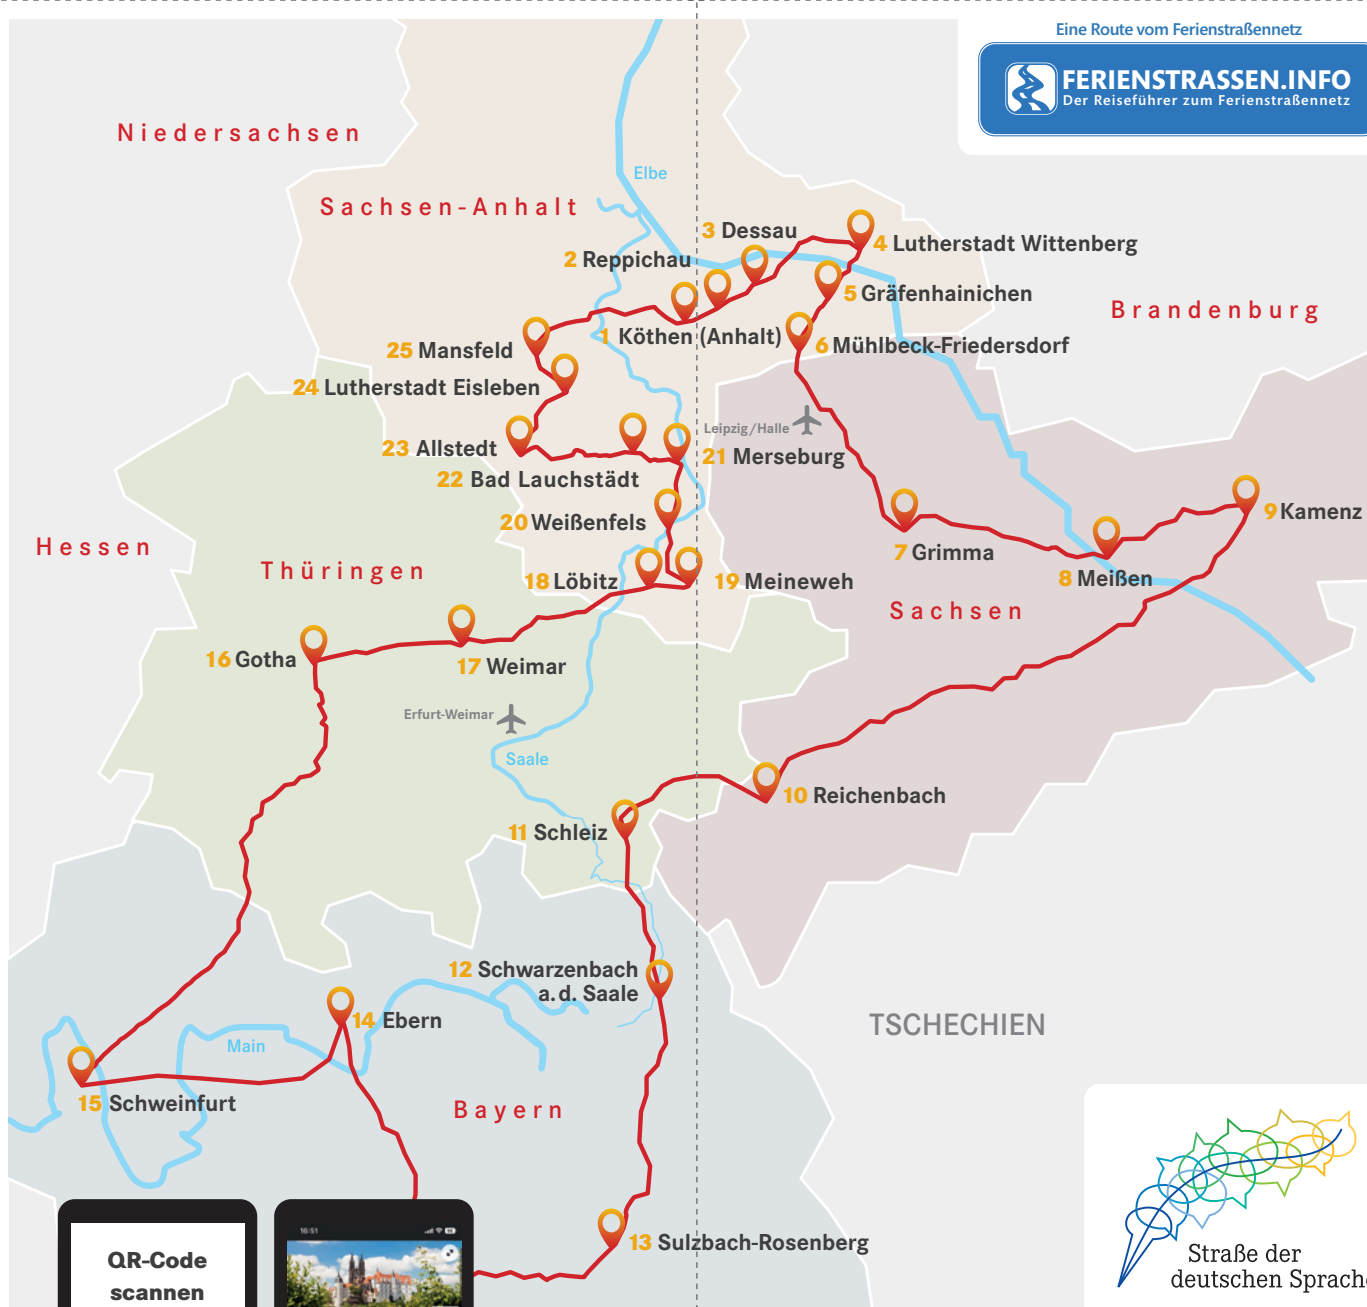 Eine Route vom Ferienstraßennetz
FERIENSTRASSEN.INFO
Der Reiseführer zum Ferienstraßennetz
Niedersachsen
Elbe
Sachsen-Anhalt
3 Dessau
4 Lutherstadt Wittenberg
2 Reppichau
5 Gräfenhainichen
Brandenburg
1 Köthen (Anhalt)
6 Mühlbeck-Friedersdorf
25 Mansfeld
24 Lutherstadt Eisleben
Leipzig/Halle
23 Allstedt
21 Merseburg
22 Bad Lauchstädt
9 Kamenz
20 Weißenfels
Hessen
7 Grimma
Thüringen
18 Löbitz
19 Meineweh
8 Meißen
Sachsen
16 Gotha
17 Weimar
Erfurt-Weimar
Saale
10 Reichenbach
11 Schleiz
12 Schwarzenbach
a.d. Saale
14 Ebern
TSCHECHIEN
Main
15 Schweinfurt
Bayern
16:51
13 Sulzbach-Rosenberg
QR-Code
scannen
Straße der
deutschen Sprache